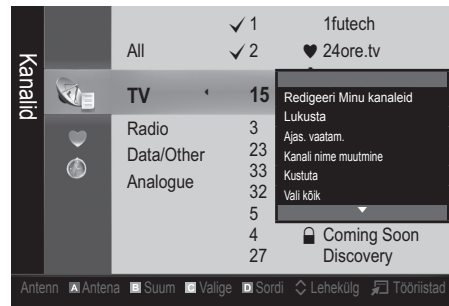 Kanalid
✓ 1 1futech
All ✓ 2 ♥ 24ore.tv
TV 15
Redigeeri Minu kanaleid
Lukusta
Radio 3
Ajas. vaatam.
Data/Other 23
Kanali nime muutmine
Analogue 33
Kustuta
32
Vali kõik
5
4 Coming Soon
27 Discovery
Antenn A Antena B Suum C Valige D Sordi Lehekülg Tööriistad